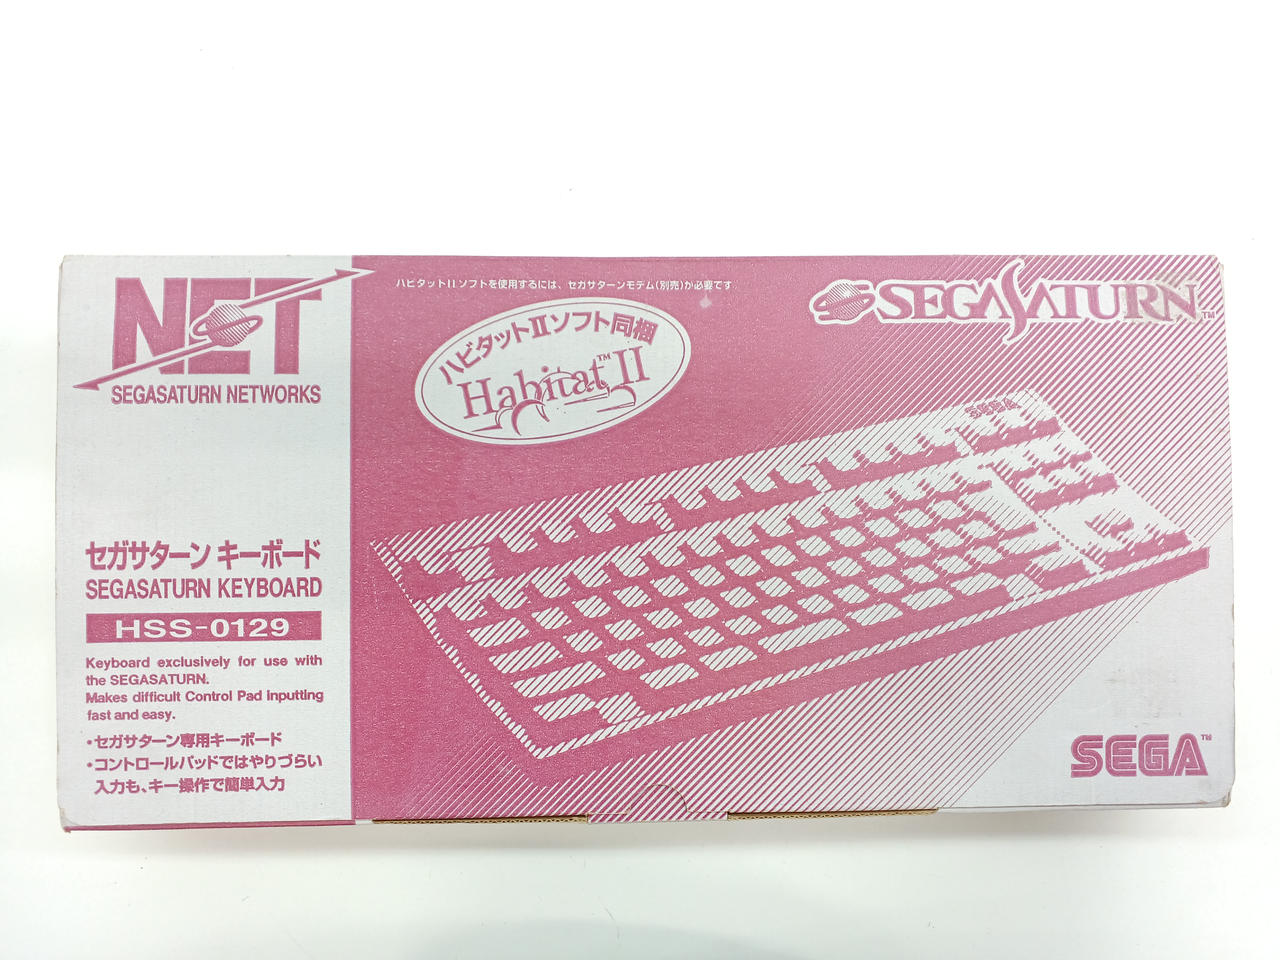 NET
SEGASATURN NETWORKS
セガサターン キーボード
SEGASATURN KEYBOARD
HSS-0129
Keyboard exclusively for use with
the SEGASATURN.
Makes difficult Control Pad inputting
fast and easy.
・セガサターン専用キーボード
・コントロールパッドではやりづらい
入力も、キー操作で簡単入力
ハビタットIIソフトを使用するには、セガサターンモデム(別売)が必要です
ハビタットIIソフト同梱
Habitat™ II
SEGASATURN™
SEGA
SEGA™